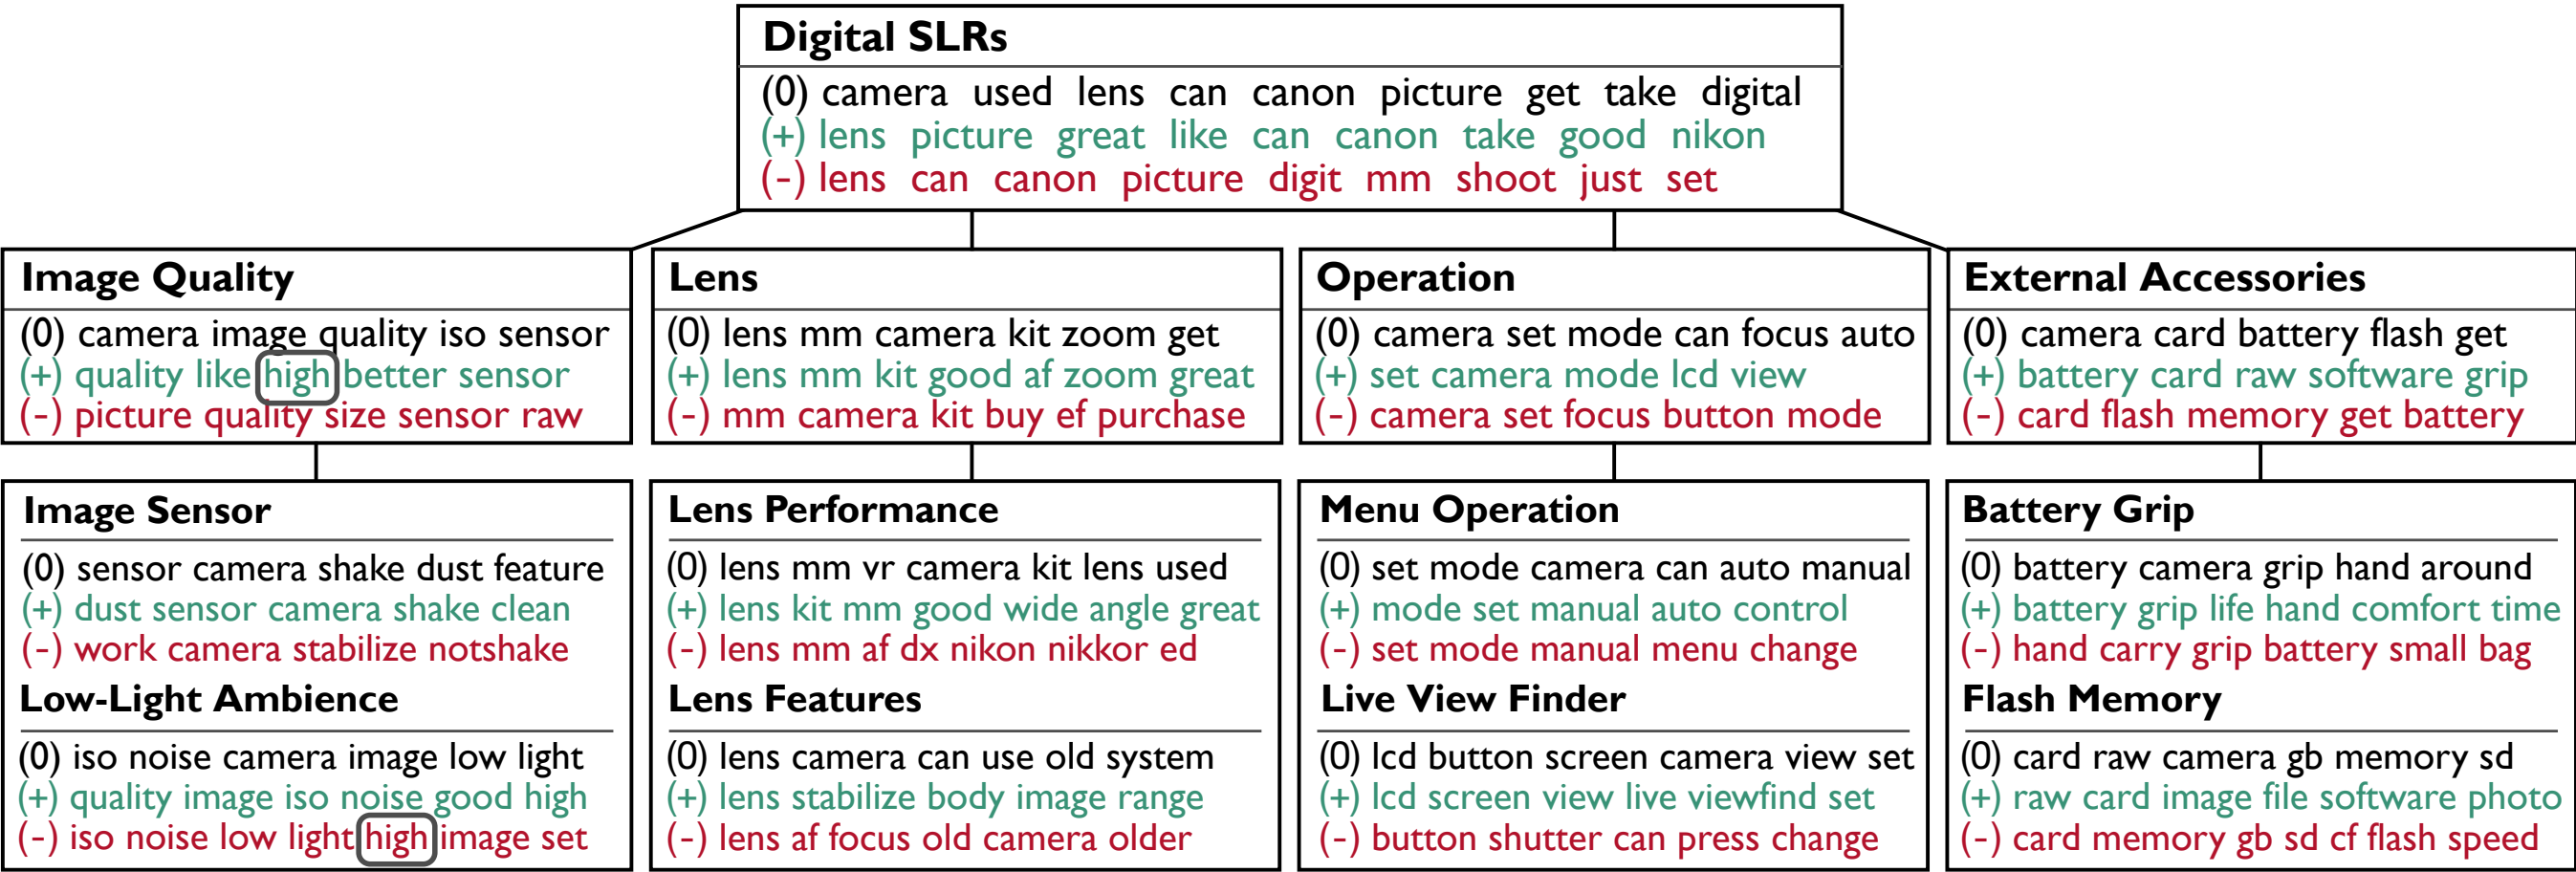 Digital SLRs
(0) camera used lens can canon picture get take digital
(+) lens picture great like can canon take good nikon
(-) lens can canon picture digit mm shoot just set
Image Quality
(0) camera image quality iso sensor
(+) quality like high better sensor
(-) picture quality size sensor raw
Lens
(0) lens mm camera kit zoom get
(+) lens mm kit good af zoom great
(-) mm camera kit buy ef purchase
Operation
(0) camera set mode can focus auto
(+) set camera mode lcd view
(-) camera set focus button mode
External Accessories
(0) camera card battery flash get
(+) battery card raw software grip
(-) card flash memory get battery
Image Sensor
(0) sensor camera shake dust feature
(+) dust sensor camera shake clean
(-) work camera stabilize notshake
Low-Light Ambience
(0) iso noise camera image low light
(+) quality image iso noise good high
(-) iso noise low light high image set
Lens Performance
(0) lens mm vr camera kit lens used
(+) lens kit mm good wide angle great
(-) lens mm af dx nikon nikkor ed
Lens Features
(0) lens camera can use old system
(+) lens stabilize body image range
(-) lens af focus old camera older
Menu Operation
(0) set mode camera can auto manual
(+) mode set manual auto control
(-) set mode manual menu change
Live View Finder
(0) lcd button screen camera view set
(+) lcd screen view live viewfind set
(-) button shutter can press change
Battery Grip
(0) battery camera grip hand around
(+) battery grip life hand comfort time
(-) hand carry grip battery small bag
Flash Memory
(0) card raw camera gb memory sd
(+) raw card image file software photo
(-) card memory gb sd cf flash speed